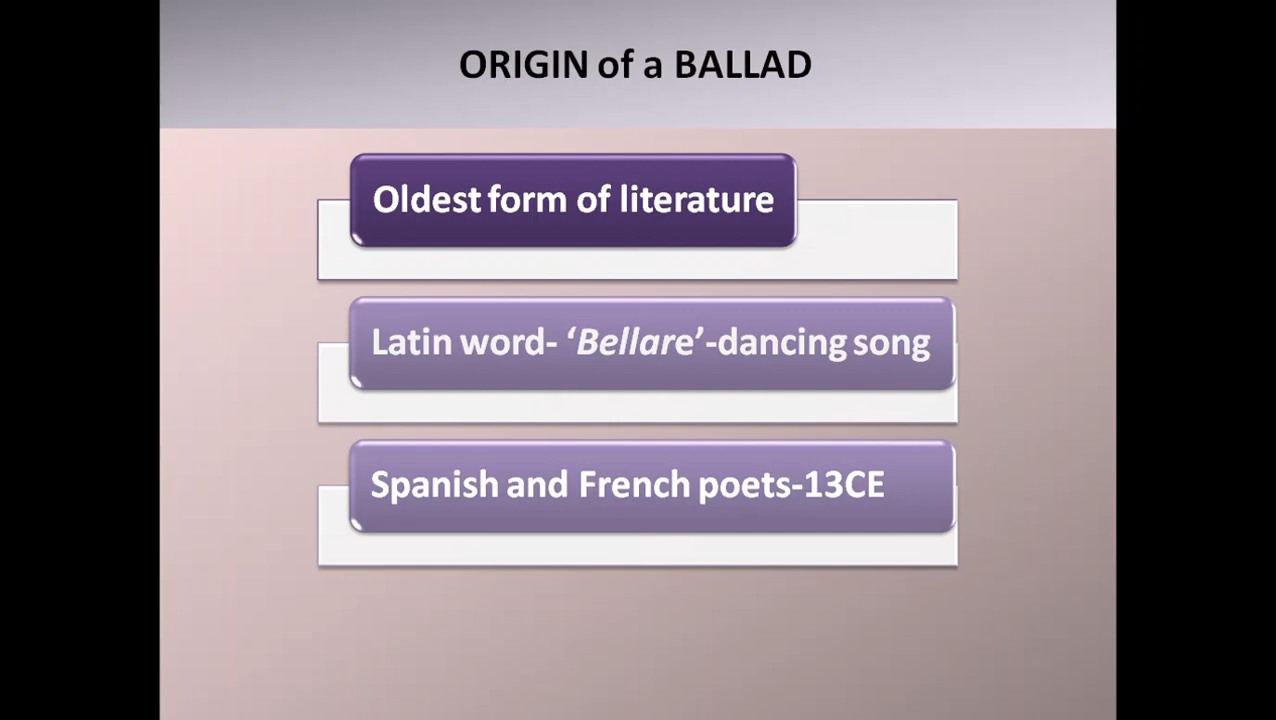 ORIGIN of a BALLAD
Oldest form of literature
Latin word- ‘Bellare’-dancing song
Spanish and French poets-13CE